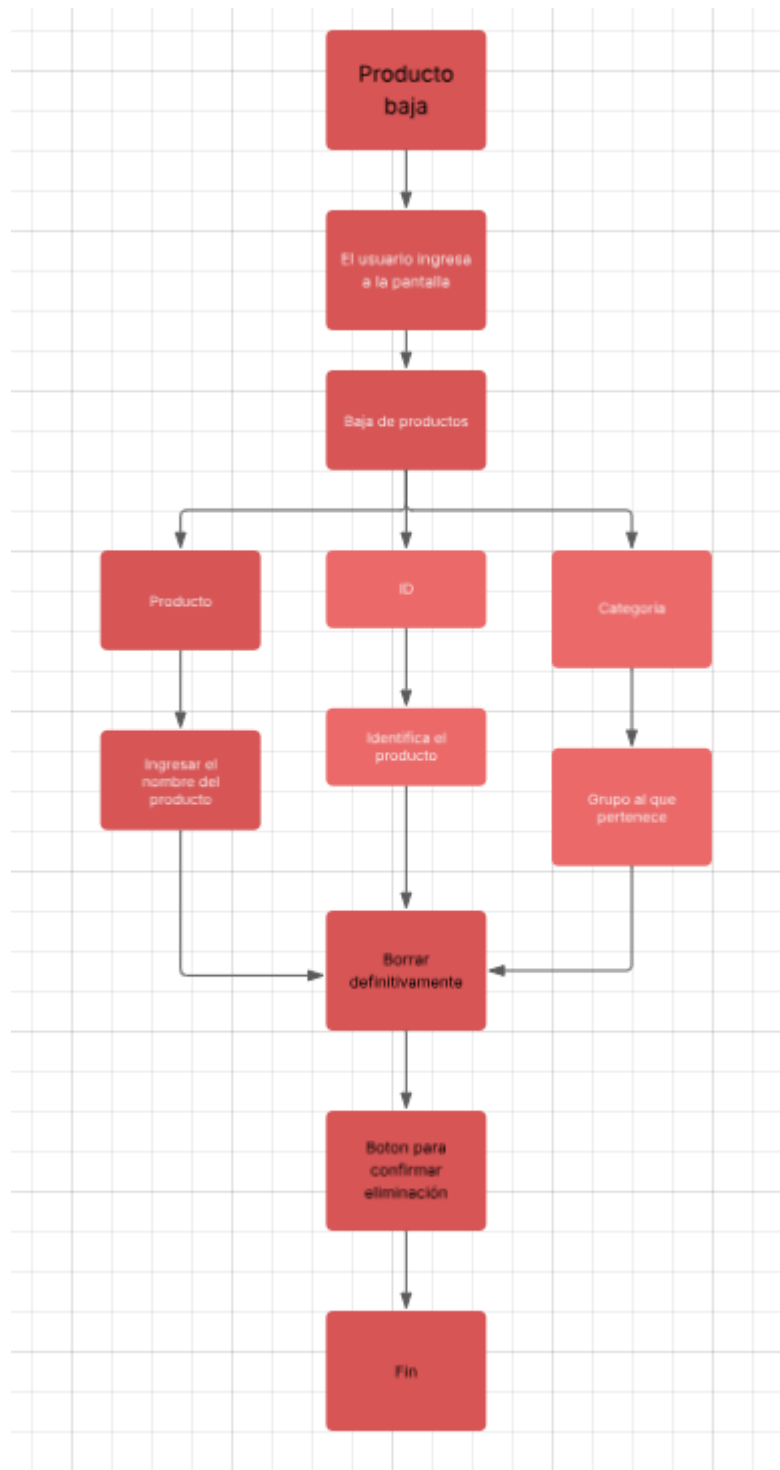 Producto
baja
El usuario ingresa
a la pantalla
Baja de productos
Producto
ID
Categoria
Ingresar el
nombre del
producto
Identifica el
producto
Grupo al que
pertenece
Borrar
definitivamente
Boton para
confirmar
eliminación
Fin